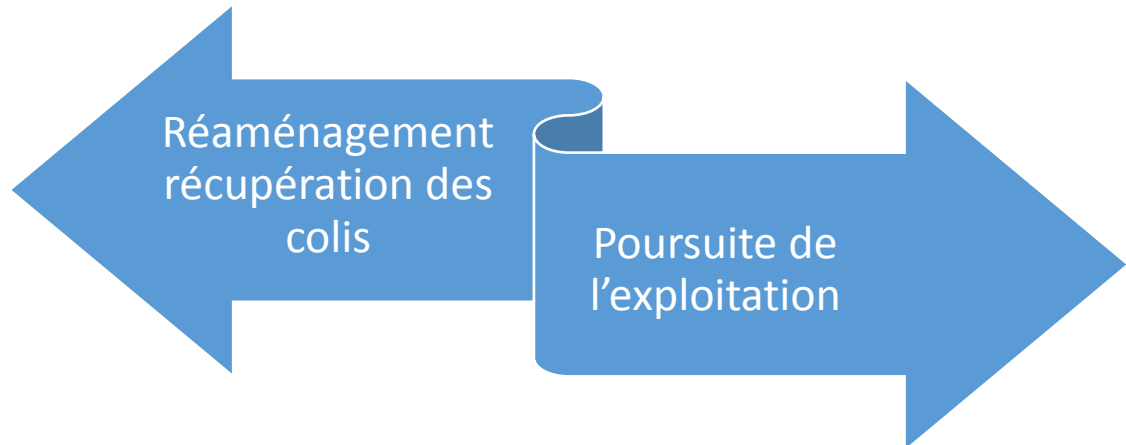 Réaménagement
récupération des
colis
Poursuite de
l’exploitation